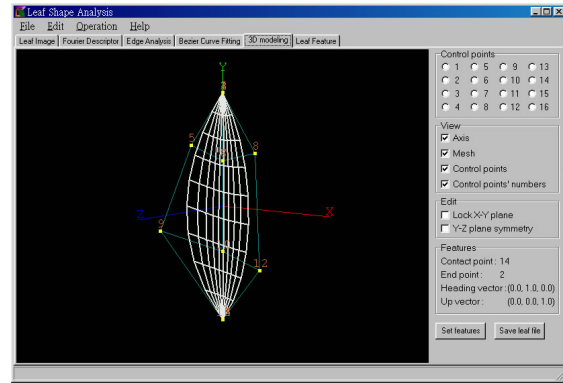 Leaf Shape Analysis
File Edit Operation Help
Leaf Image Fourier Descriptor Edge Analysis Bezier Curve Fitting 3D modeling Leaf Feature
Control points
1 5 9 13
2 6 10 14
3 7 11 15
4 8 12 16
View
Axis
Mesh
Control points
Control points' numbers
Edit
Lock X-Y plane
Y-Z plane symmetry
Features
Contact point : 14
End point : 2
Heading vector : (0.0, 1.0, 0.0)
Up vector : (0.0, 0.0, 1.0)
Set features Save leaf file
Y
5
8
Z
X
9
12